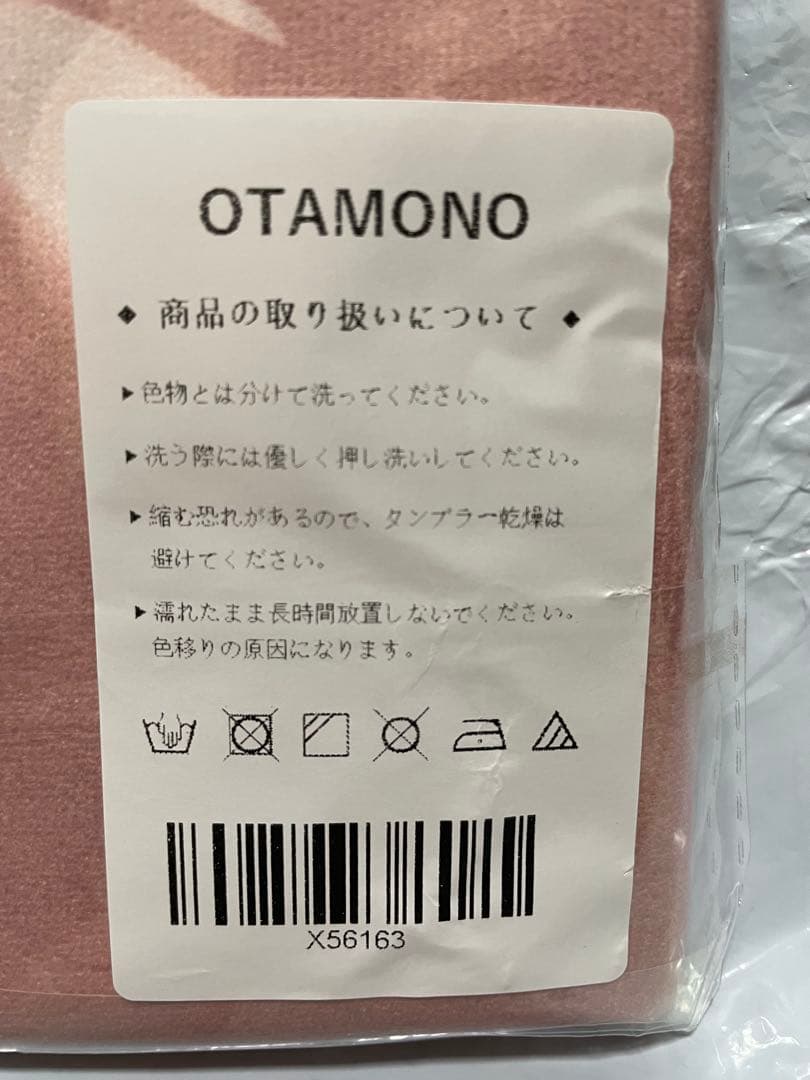 OTAMONO
◆ 商品の取り扱いについて ◆
▶色物とは分けて洗ってください。
▶洗う際には優しく押し洗いしてください。
▶縮む恐れがあるので、タンプラー乾燥は
避けてください。
▶濡れたまま長時間放置しないでください。
色移りの原因になります。
X56163